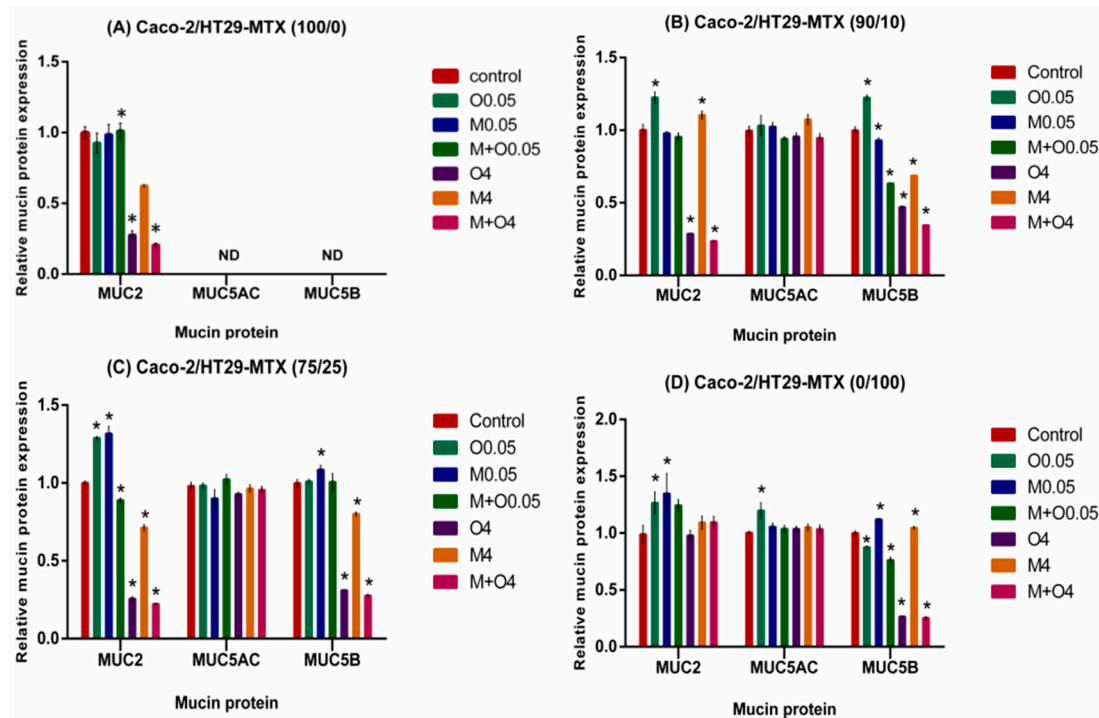 (A) Caco-2/HT29-MTX (100/0)
Relative mucin protein expression
1.5
1.0
0.5
0.0
*
*
*
ND
ND
MUC2
MUC5AC
MUC5B
Mucin protein
control
O0.05
M0.05
M+O0.05
O4
M4
M+O4
(B) Caco-2/HT29-MTX (90/10)
Relative mucin protein expression
1.5
1.0
0.5
0.0
*
*
*
*
*
*
*
*
*
*
MUC2
MUC5AC
MUC5B
Mucin protein
Control
O0.05
M0.05
M+O0.05
O4
M4
M+O4
(C) Caco-2/HT29-MTX (75/25)
Relative mucin protein expression
1.5
1.0
0.5
0.0
*
*
*
*
*
*
*
*
*
*
MUC2
MUC5AC
MUC5B
Mucin protein
Control
O0.05
M0.05
M+O0.05
O4
M4
M+O4
(D) Caco-2/HT29-MTX (0/100)
Relative mucin protein expression
2.0
1.5
1.0
0.5
0.0
*
*
*
*
*
*
*
*
*
MUC2
MUC5AC
MUC5B
Mucin protein
Control
O0.05
M0.05
M+O0.05
O4
M4
M+O4